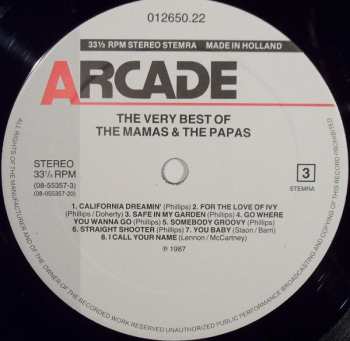 012650.22
33⅓ RPM STEREO STEMRA MADE IN HOLLAND
ARCADE
THE VERY BEST OF
THE MAMAS & THE PAPAS
STEREO
33⅓ RPM
(08-55357-3)
(08-055357-20)
3
STEMRA
1. CALIFORNIA DREAMIN' (Phillips) 2. FOR THE LOVE OF IVY
(Phillips / Doherty) 3. SAFE IN MY GARDEN (Phillips) 4. GO WHERE
YOU WANNA GO (Phillips) 5. SOMEBODY GROOVY (Phillips)
6. STRAIGHT SHOOTER (Phillips) 7. YOU BABY (Slaon / Barri)
8. I CALL YOUR NAME (Lennon / McCartney)
℗ 1987
ALL RIGHTS OF THE MANUFACTURER AND OF THE OWNER OF THE RECORDED WORK RESERVED UNAUTHORIZED PUBLIC PERFORMANCE BROADCASTING AND COPYING OF THIS RECORD PROHIBITED